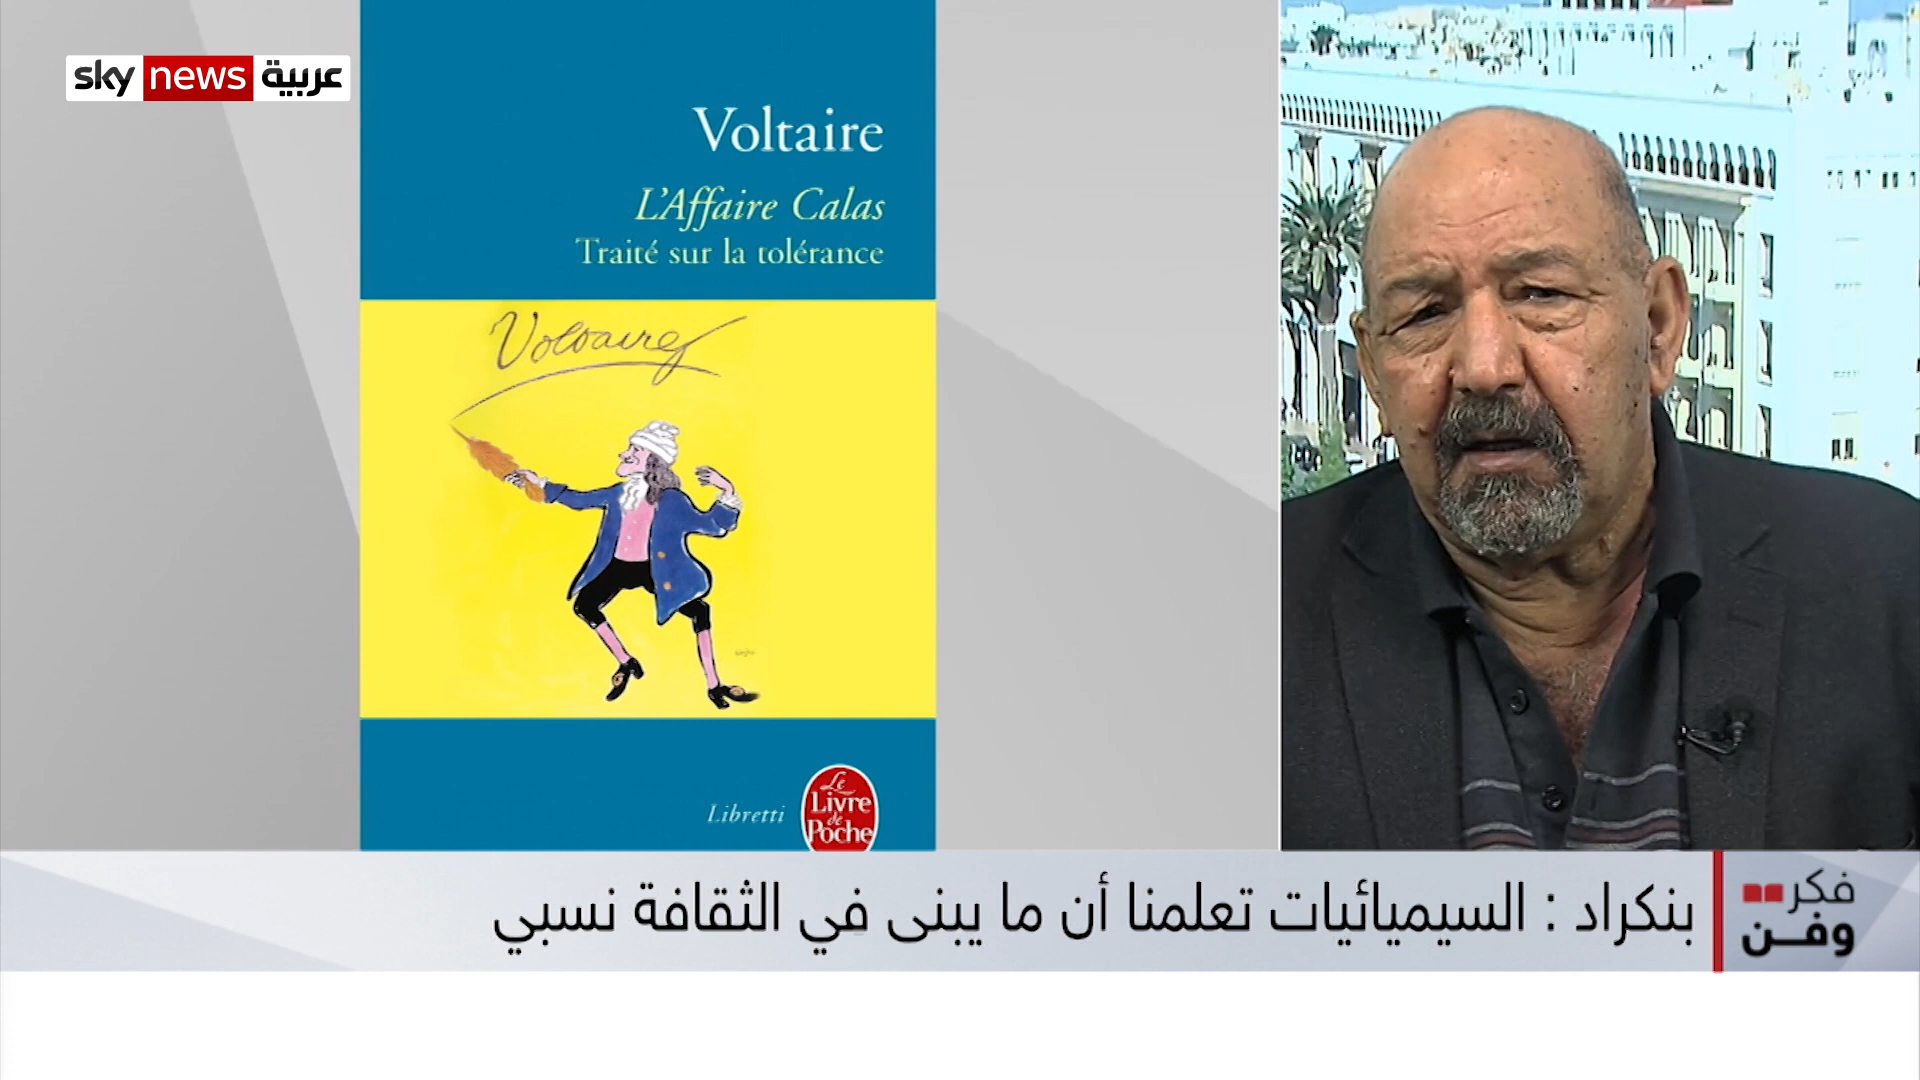 sky news عربية
Voltaire
L'Affaire Calas
Traité sur la tolérance
Voltaire
Libretti
Le
Livre
de
Poche
بنكراد : السيميائيات تعلمنا أن ما يبنى في الثقافة نسبي
فكر
وفن